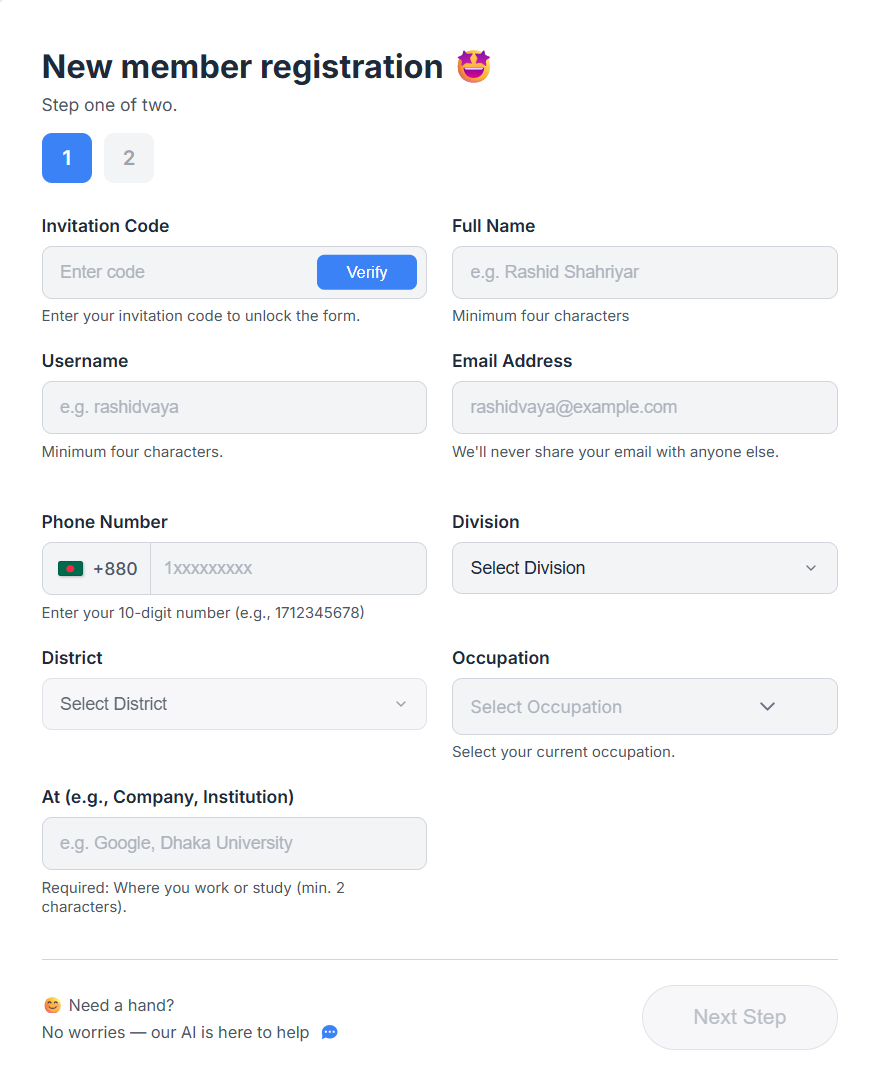 New member registration 🤩
Step one of two.
1 2
Invitation Code
Enter code Verify
Enter your invitation code to unlock the form.
Full Name
e.g. Rashid Shahriyar
Minimum four characters
Username
e.g. rashidvaya
Minimum four characters.
Email Address
rashidvaya@example.com
We'll never share your email with anyone else.
Phone Number
+880 1xxxxxxxxx
Enter your 10-digit number (e.g., 1712345678)
Division
Select Division
District
Select District
Occupation
Select Occupation
Select your current occupation.
At (e.g., Company, Institution)
e.g. Google, Dhaka University
Required: Where you work or study (min. 2
characters).
😊 Need a hand?
No worries — our AI is here to help 💬
Next Step